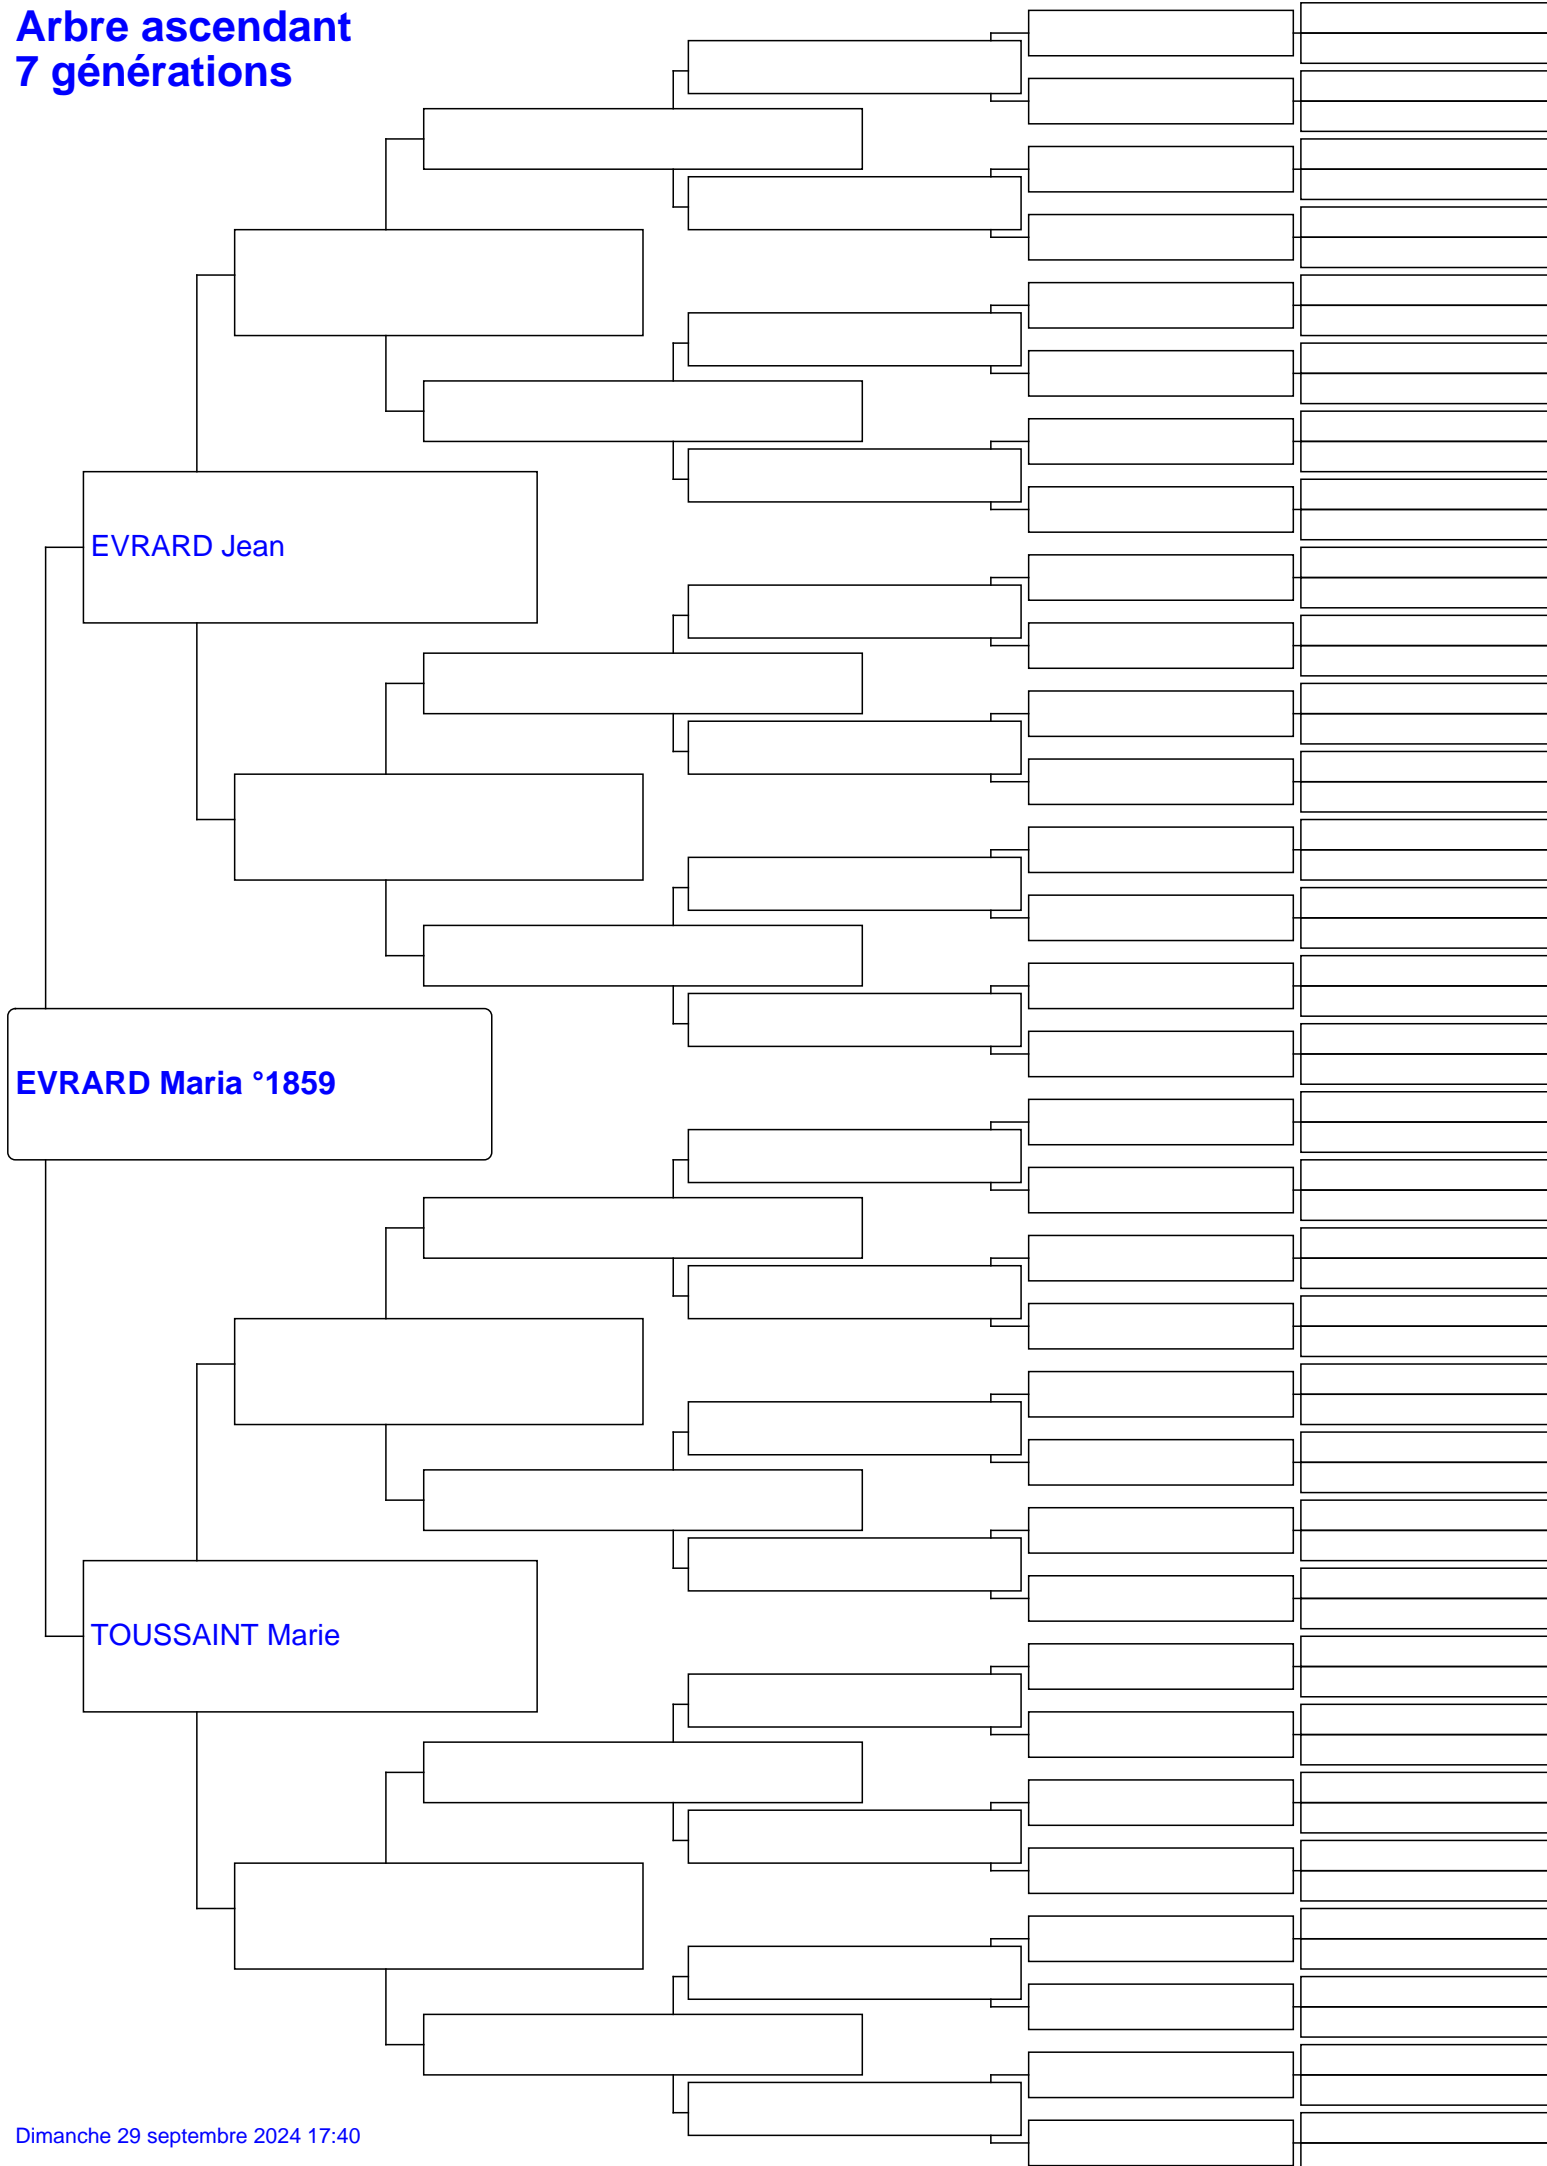 Arbre ascendant
7 générations
EVRARD Jean
EVRARD Maria °1859
TOUSSAINT Marie
Dimanche 29 septembre 2024 17:40